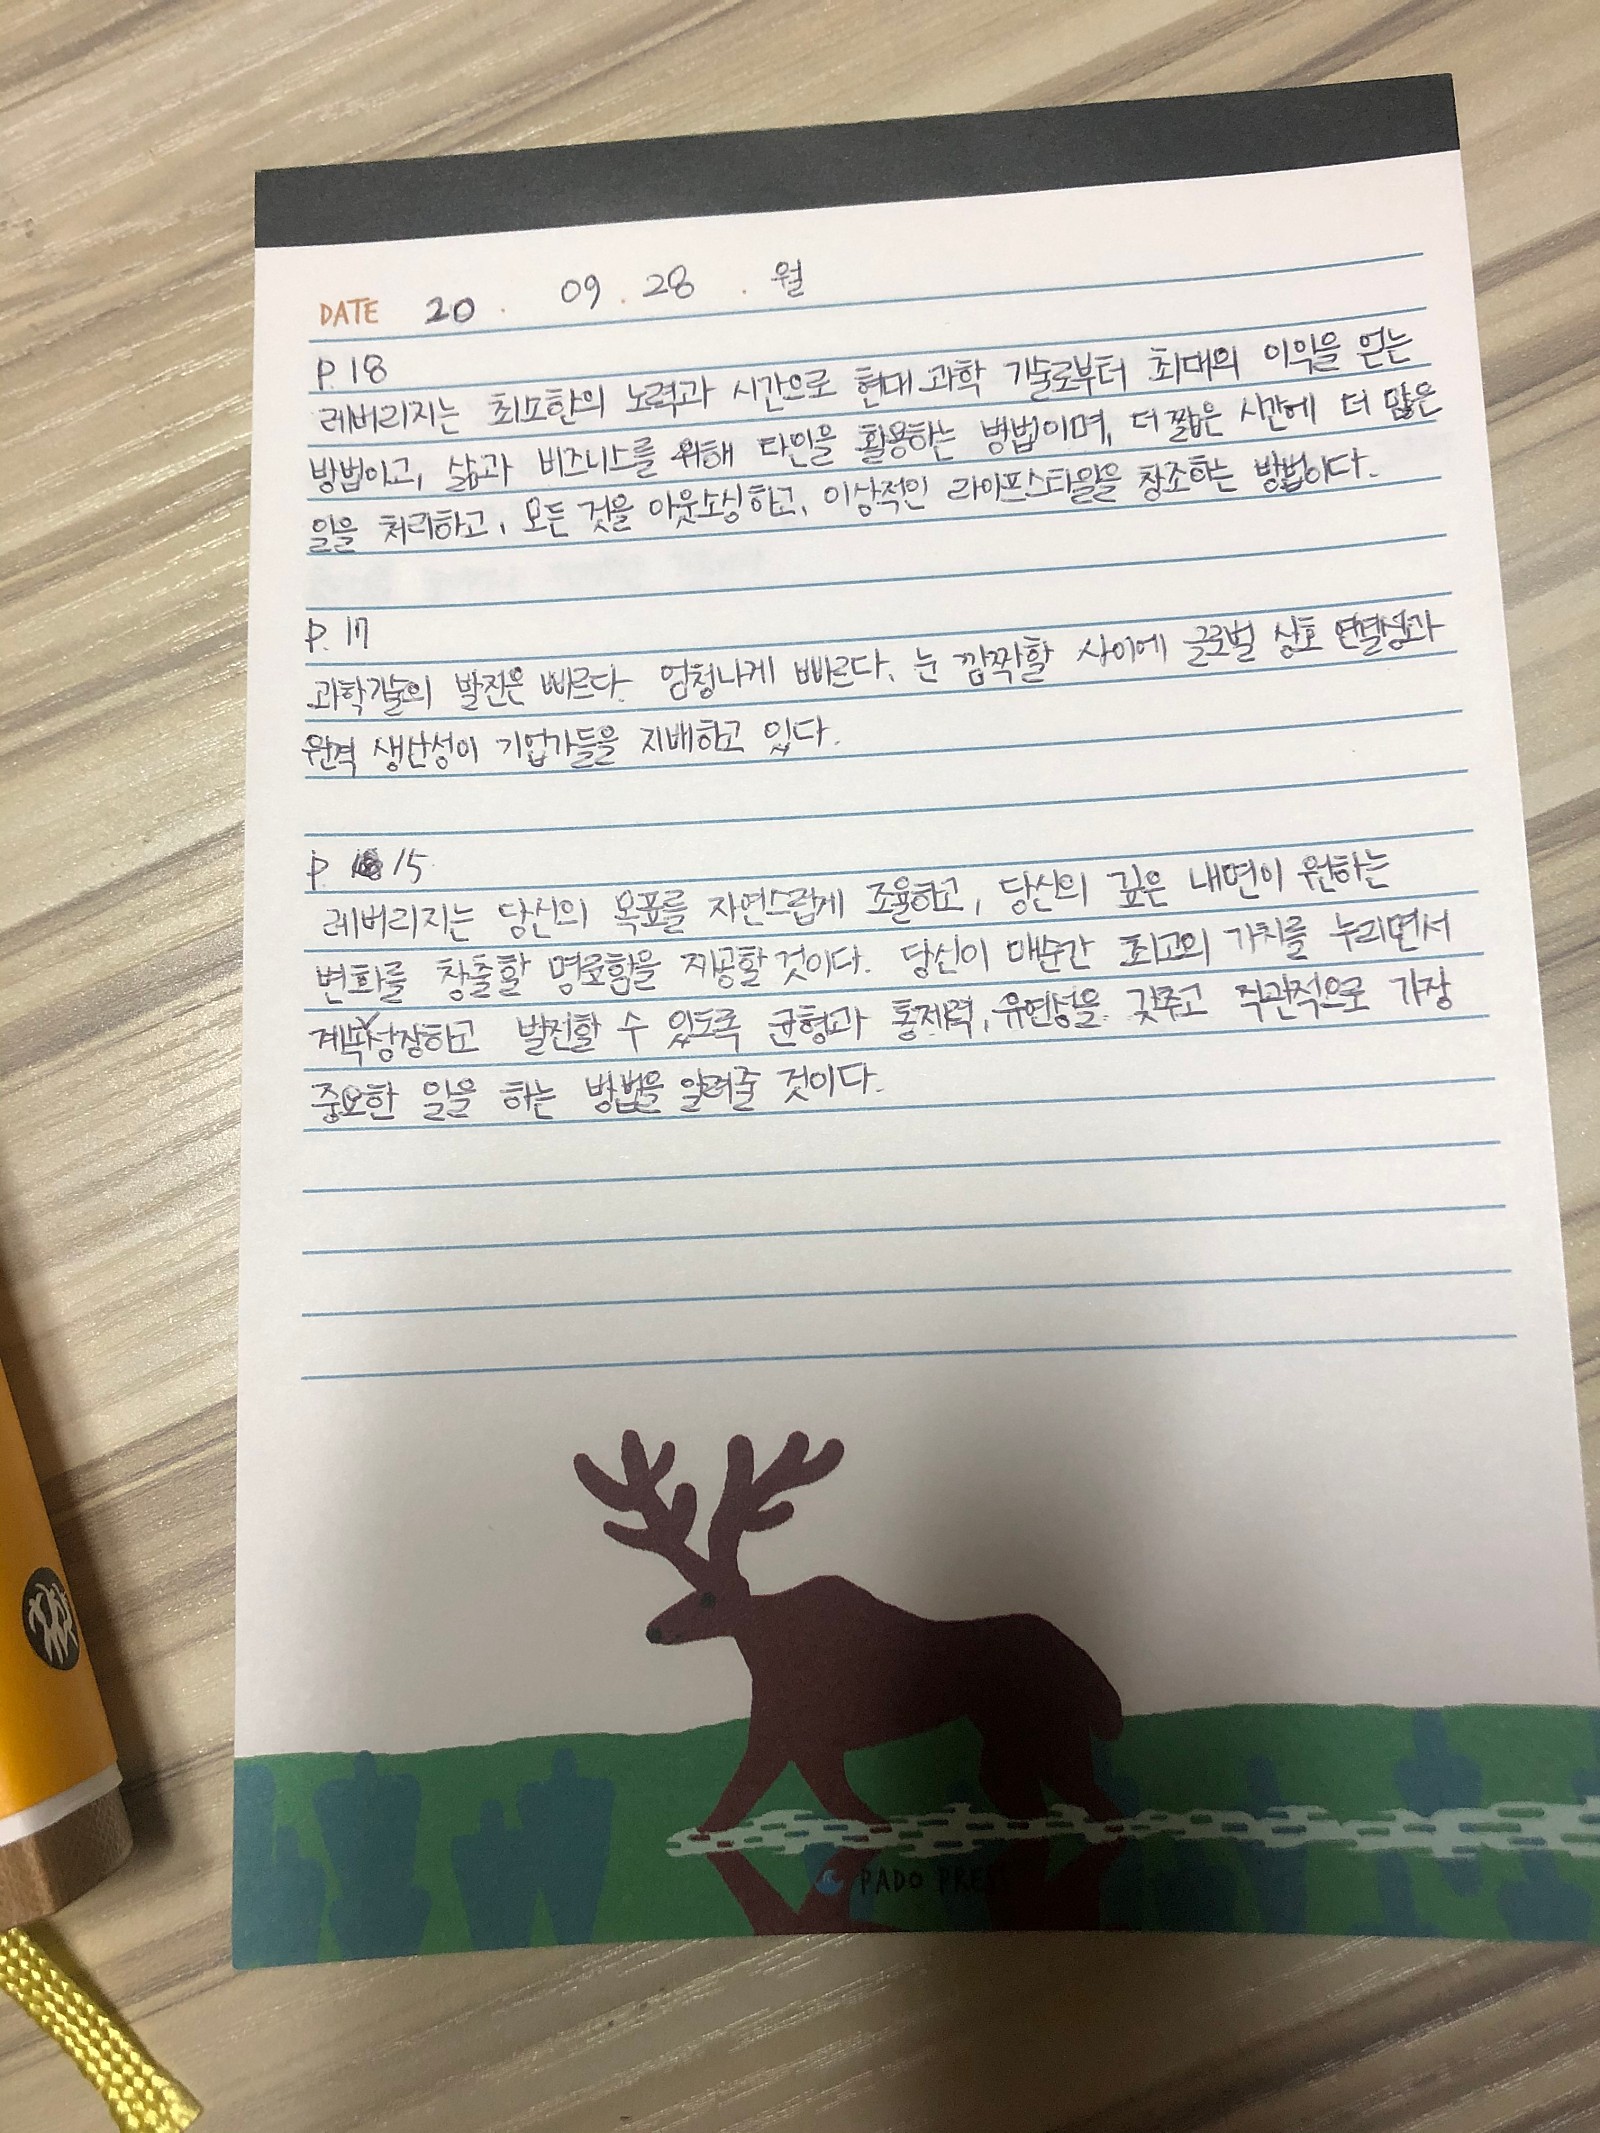 DATE 20 . 09 . 28 . 월
P. 18
레버리지는 최소한의 노력과 시간으로 현대 과학 기술로부터 최대의 이익을 얻는
방법이고, 삶과 비즈니스를 위해 타인을 활용하는 방법이며, 더 짧은 시간에 더 많은
일을 처리하고, 모든 것을 아웃소싱하고, 이상적인 라이프스타일을 창조하는 방법이다.
P. 17
과학기술의 발전은 빠르다. 엄청나게 빠르다. 눈 깜짝할 사이에 글로벌 상호 연결성과
원격 생산성이 기업가들을 지배하고 있다.
P. 15
레버리지는 당신의 목표를 자연스럽게 조율하고, 당신의 깊은 내면이 원하는
변화를 창출할 명료함을 제공할 것이다. 당신이 매순간 최고의 가치를 누리면서
계속 성장하고 발전할 수 있도록 균형과 통제력, 유연성을 갖추고 직관적으로 가장
중요한 일을 하는 방법을 알려줄 것이다.
PADO PRES